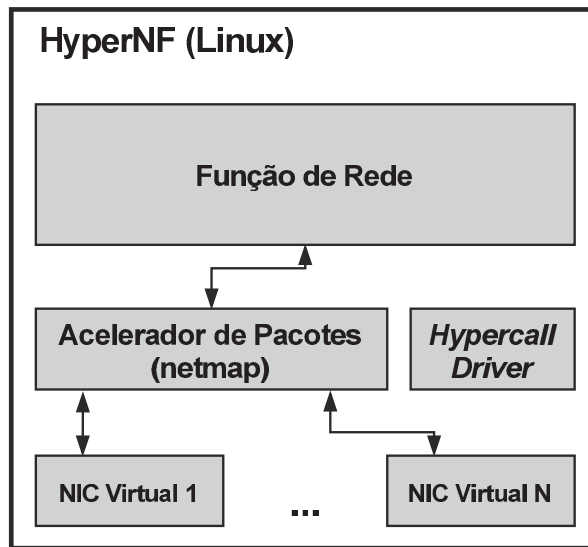 HyperNF (Linux)
Função de Rede
Acelerador de Pacotes
(netmap)
Hypercall
Driver
NIC Virtual 1
...
NIC Virtual N